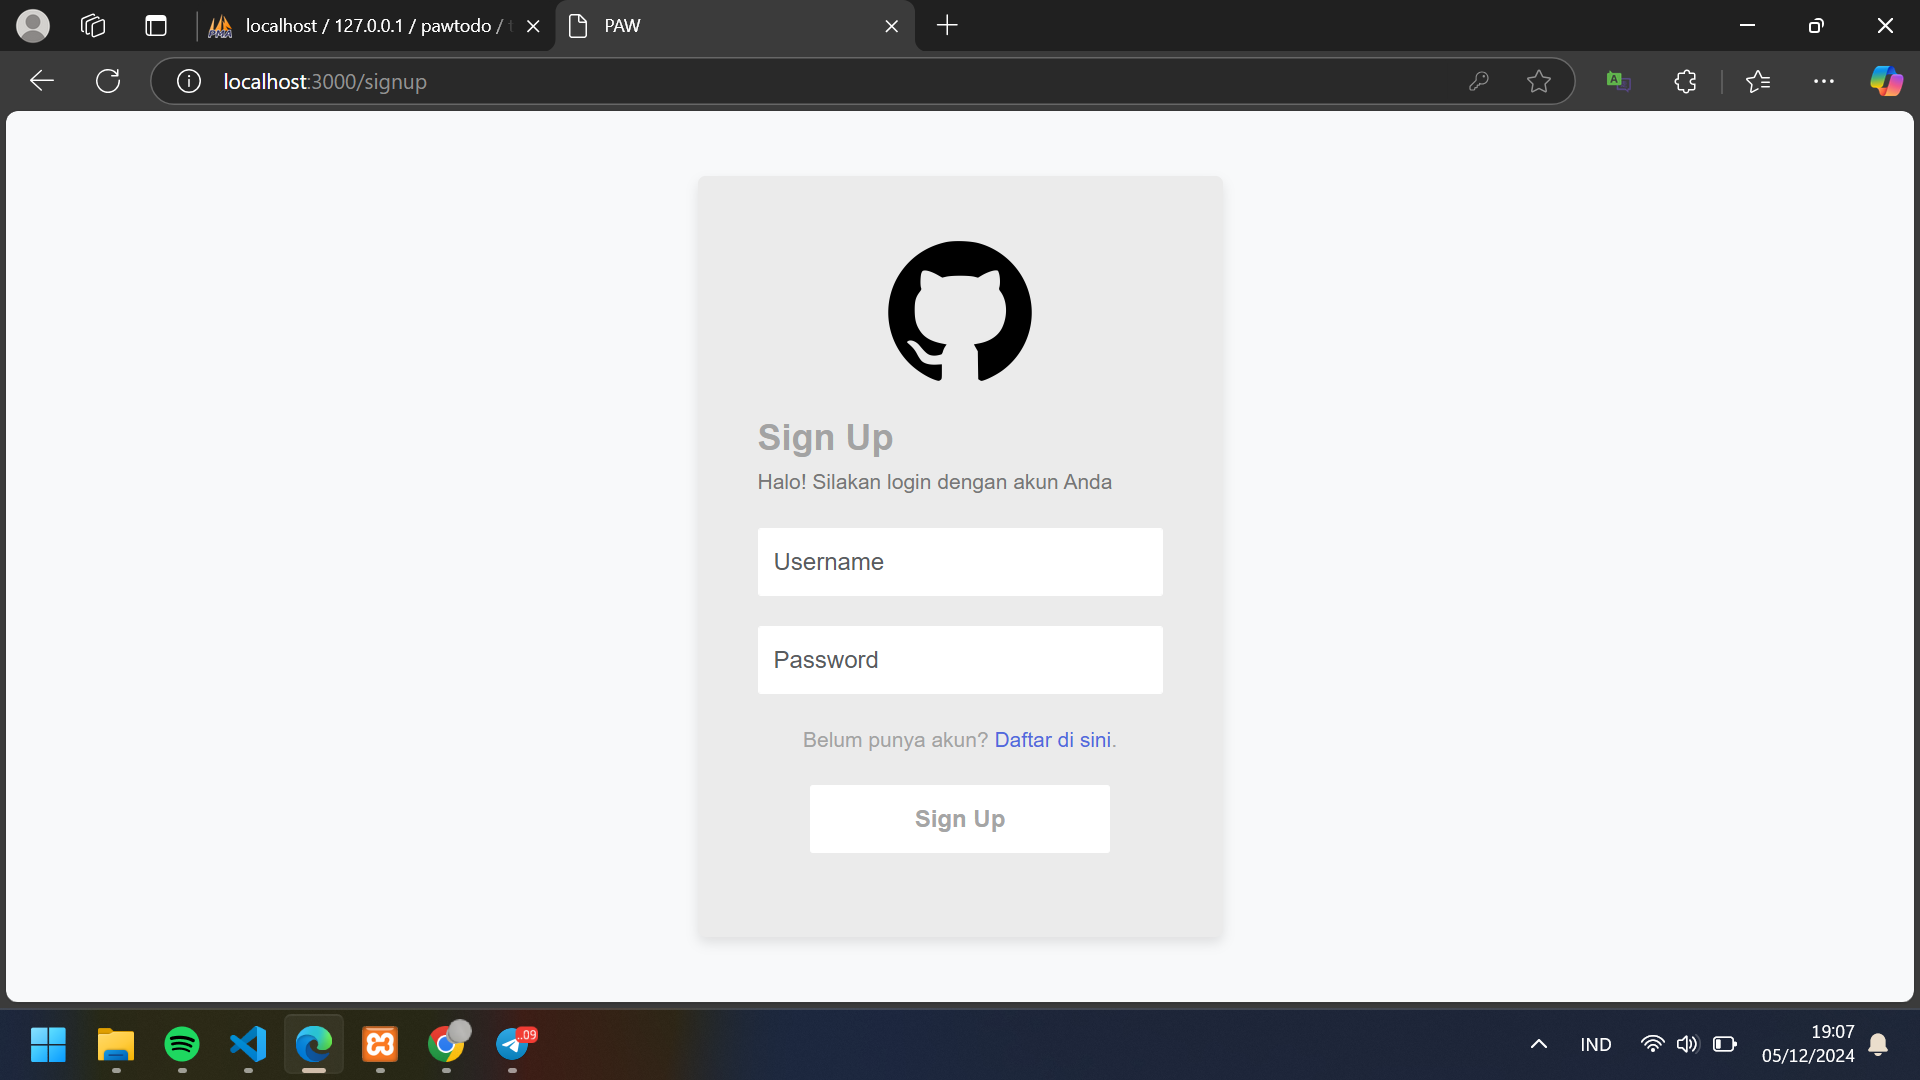 localhost / 127.0.0.1 / pawtodo /
PAW
localhost:3000/signup
Sign Up
Halo! Silakan login dengan akun Anda
Username
Password
Belum punya akun? Daftar di sini.
Sign Up
..09
IND
19:07
05/12/2024